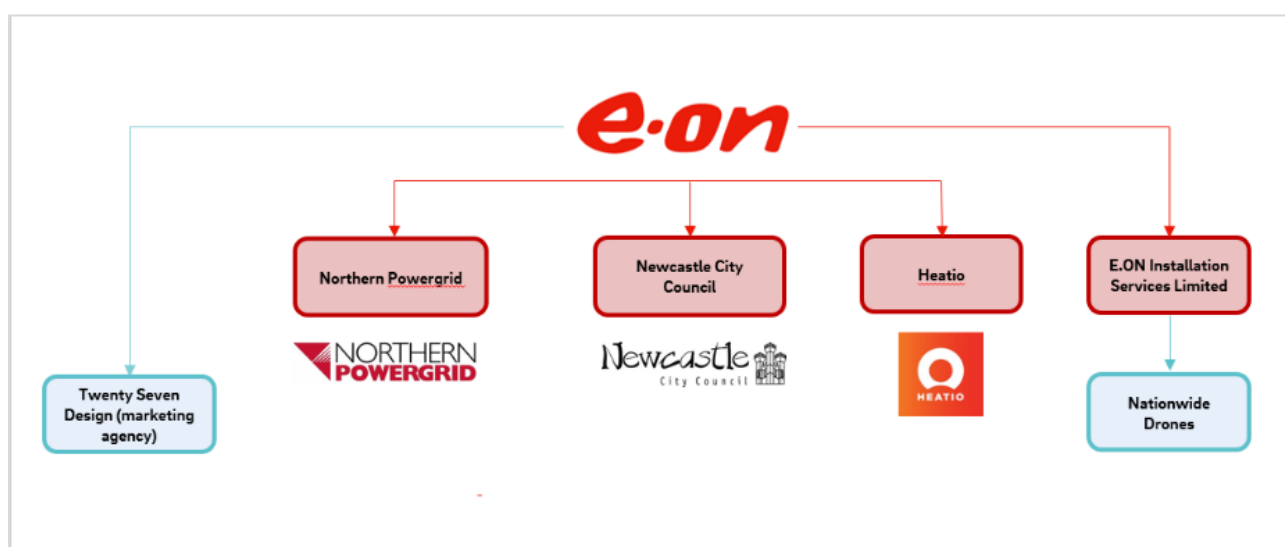 e·on
Northern Powergrid
Newcastle City
Council
Heatio
E.ON Installation
Services Limited
NORTHERN
POWERGRID
Newcastle
City Council
HEATIO
Twenty Seven
Design (marketing
agency)
Nationwide
Drones